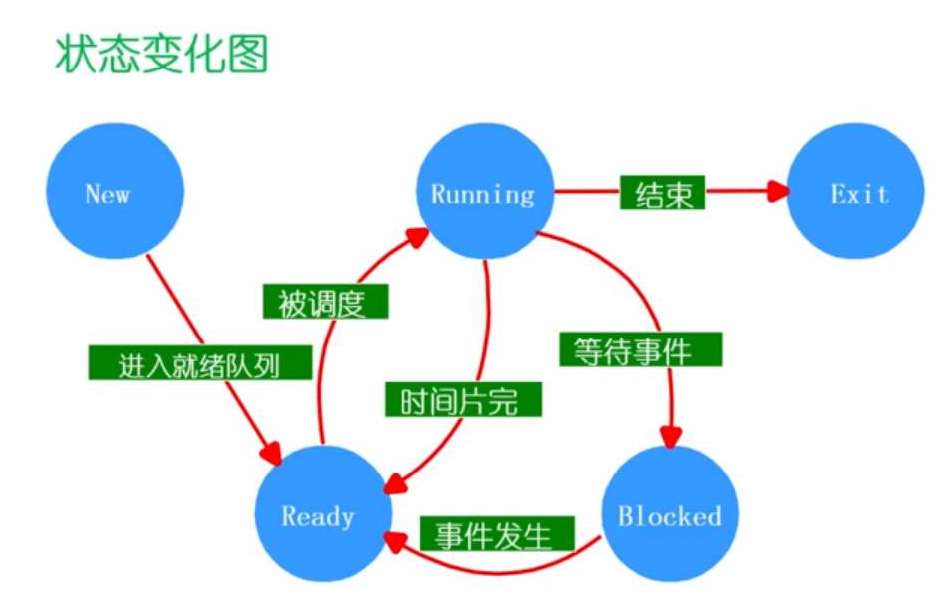 状态变化图
New
Running
结束
Exit
被调度
等待事件
进入就绪队列
时间片完
Ready
事件发生
Blocked